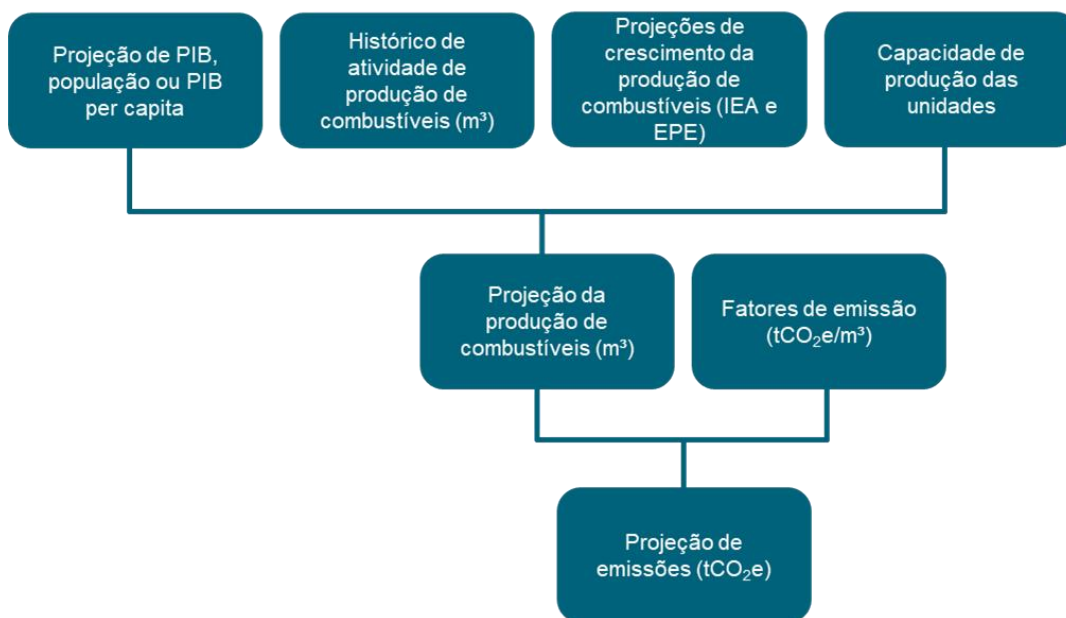 Projeção de PIB,
população ou PIB
per capita
Histórico de
atividade de
produção de
combustíveis (m³)
Projeções de
crescimento da
produção de
combustíveis (IEA e
EPE)
Capacidade de
produção das
unidades
Projeção da
produção de
combustíveis (m³)
Fatores de emissão
(tCO₂e/m³)
Projeção de
emissões (tCO₂e)